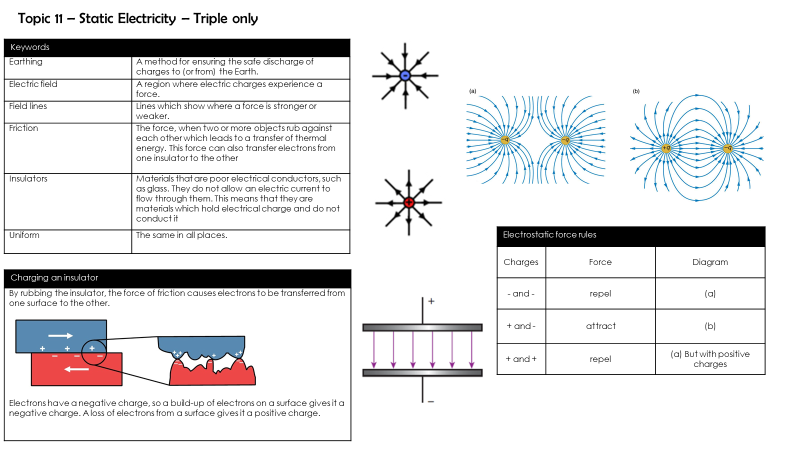 Topic 11 – Static Electricity – Triple only
Keywords
Earthing
A method for ensuring the safe discharge of
charges to (or from) the Earth.
Electric field
A region where electric charges experience a
force.
Field lines
Lines which show where a force is stronger or
weaker.
Friction
The force, when two or more objects rub against
each other which leads to a transfer of thermal
energy. This force can also transfer electrons from
one insulator to the other
Insulators
Materials that are poor electrical conductors, such
as glass. They do not allow an electric current to
flow through them. This means that they are
materials which hold electrical charge and do not
conduct it
Uniform
The same in all places.
Charging an insulator
By rubbing the insulator, the force of friction causes electrons to be transferred from
one surface to the other.
Electrons have a negative charge, so a build-up of electrons on a surface gives it a
negative charge. A loss of electrons from a surface gives it a positive charge.
+
−
(a)
(b)
Electrostatic force rules
Charges Force Diagram
- and - repel (a)
+ and - attract (b)
+ and + repel (a) But with positive
charges